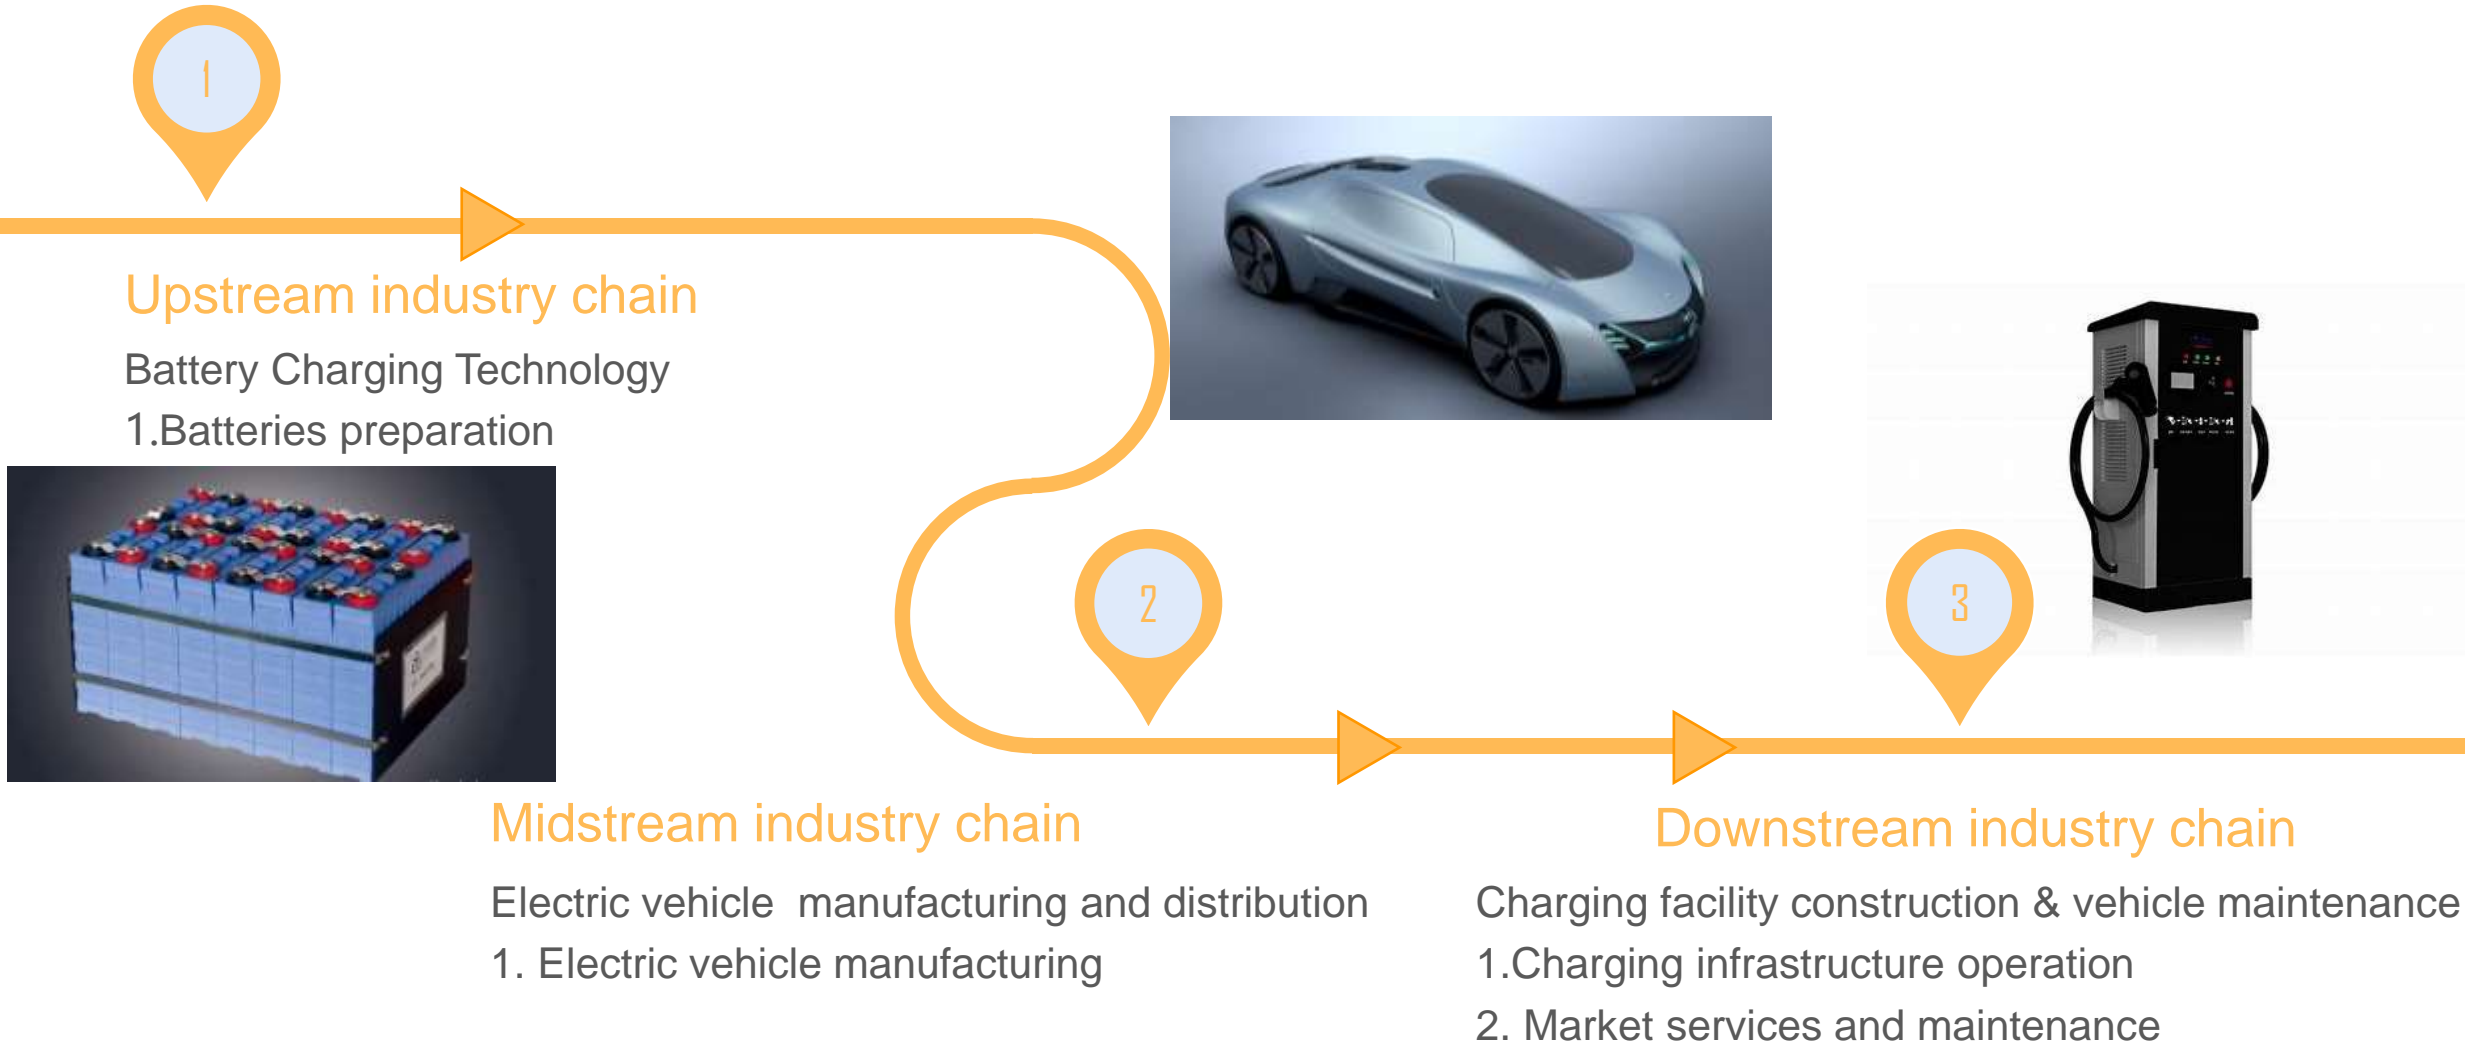 1
Upstream industry chain
Battery Charging Technology
1.Batteries preparation
2
Midstream industry chain
Electric vehicle  manufacturing and distribution
1. Electric vehicle manufacturing
3
Downstream industry chain
Charging facility construction & vehicle maintenance
1.Charging infrastructure operation
2. Market services and maintenance